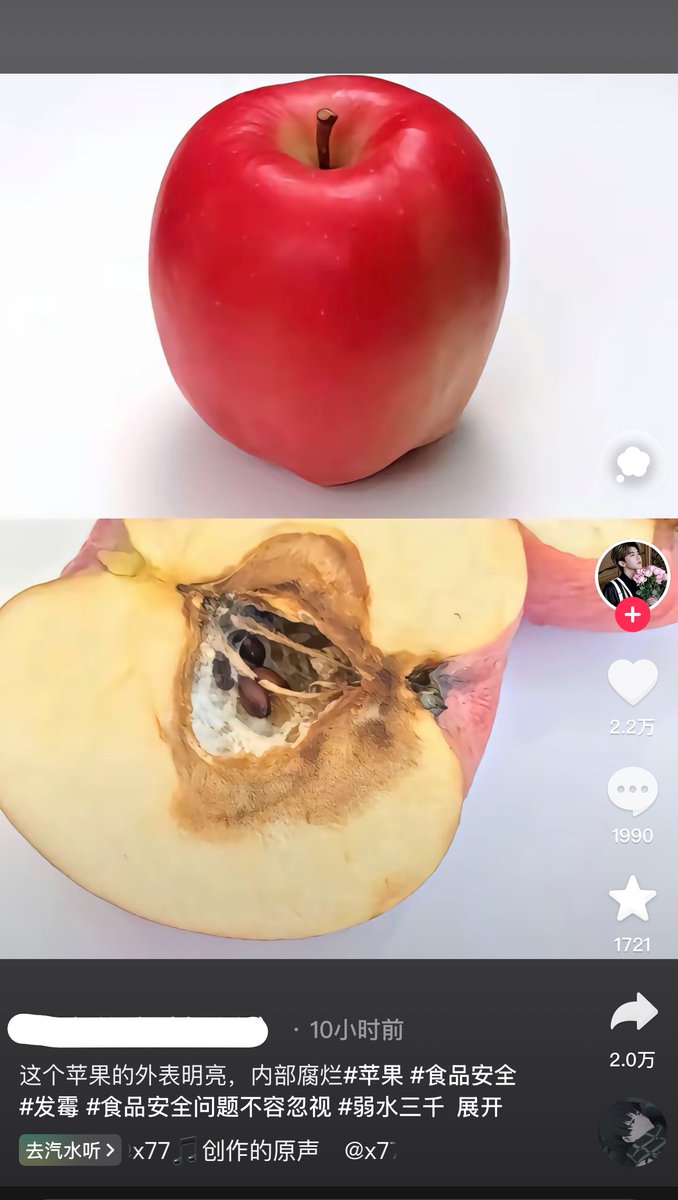 2.2万
1990
1721
2.0万
· 10小时前
这个苹果的外表明亮，内部腐烂#苹果 #食品安全
#发霉 #食品安全问题不容忽视 #弱水三千 展开
去汽水听 > x77🎵创作的原声 @x7